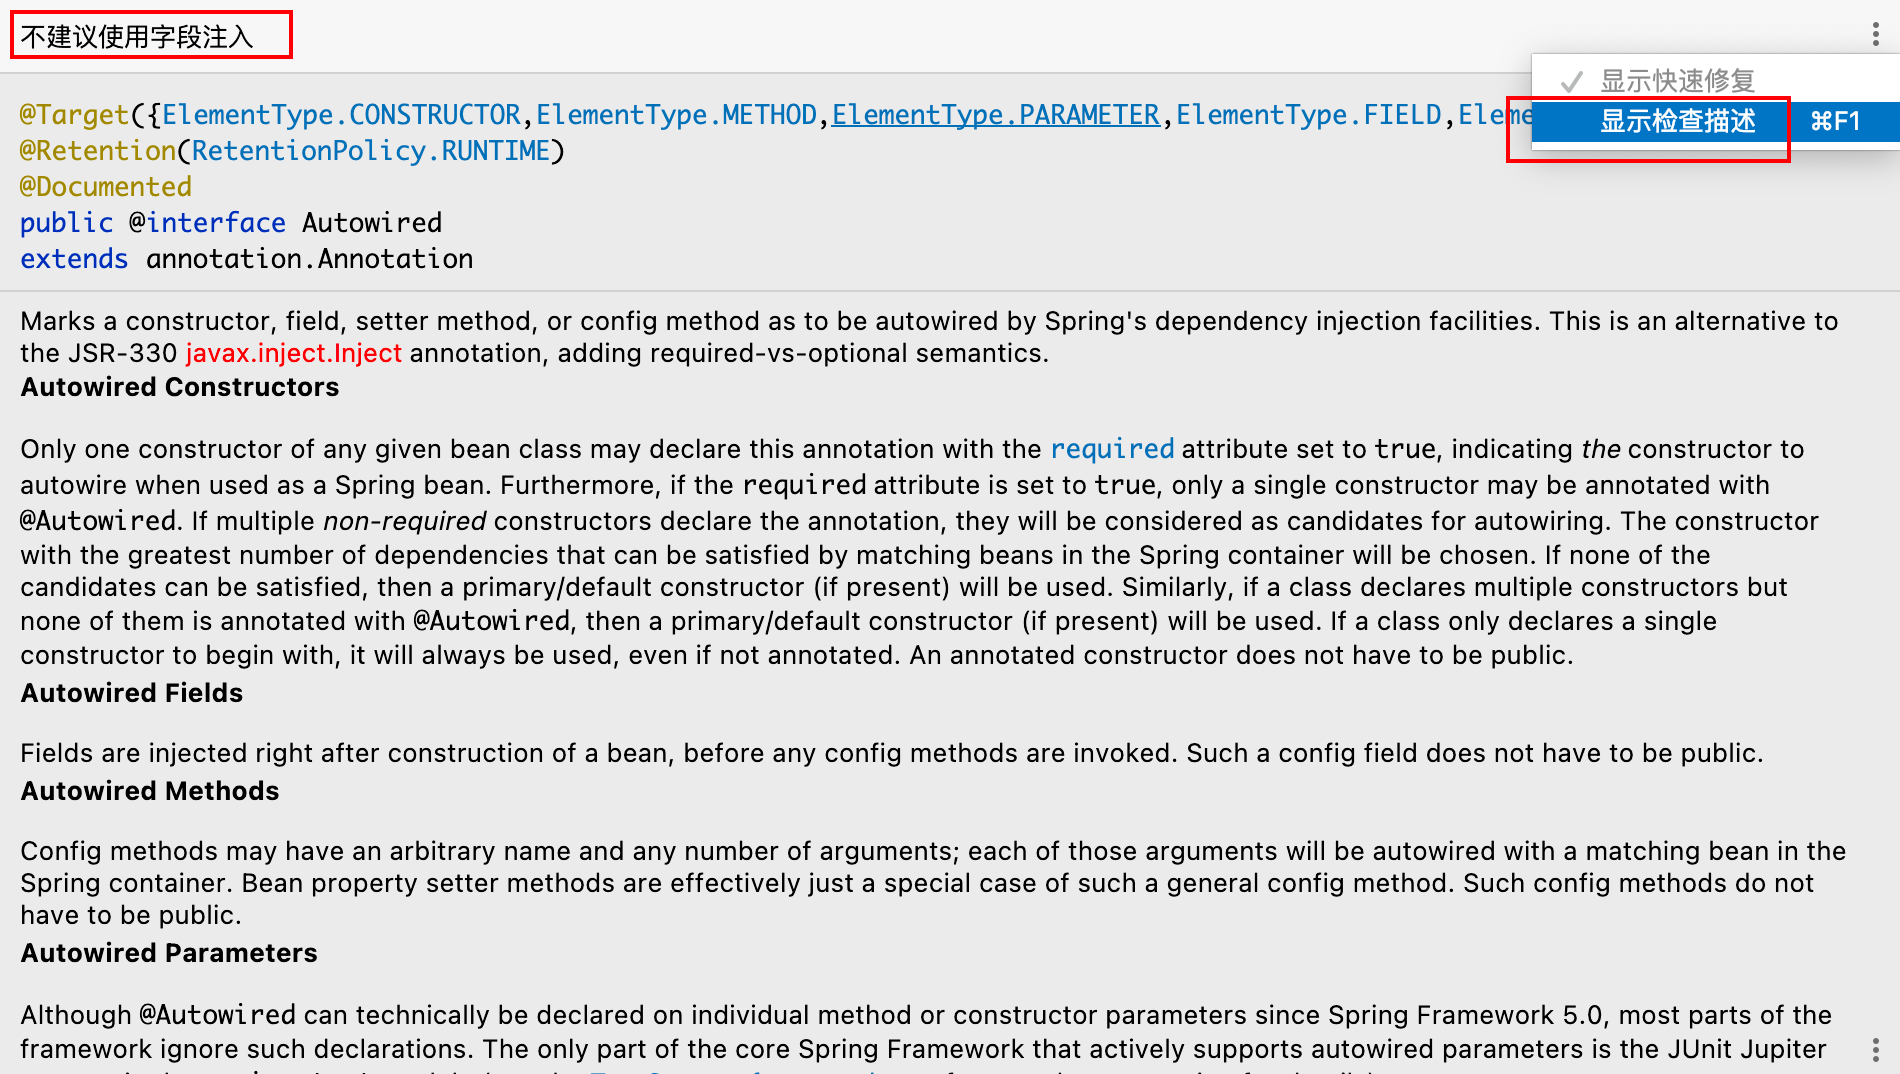 不建议使用字段注入
显示快速修复
显示检查描述 ⌘F1
@Target({ElementType.CONSTRUCTOR,ElementType.METHOD,ElementType.PARAMETER,ElementType.FIELD,Eleme
@Retention(RetentionPolicy.RUNTIME)
@Documented
public @interface Autowired
extends annotation.Annotation
Marks a constructor, field, setter method, or config method as to be autowired by Spring's dependency injection facilities. This is an alternative to
the JSR-330 javax.inject.Inject annotation, adding required-vs-optional semantics.
Autowired Constructors
Only one constructor of any given bean class may declare this annotation with the required attribute set to true, indicating the constructor to
autowire when used as a Spring bean. Furthermore, if the required attribute is set to true, only a single constructor may be annotated with
@Autowired. If multiple non-required constructors declare the annotation, they will be considered as candidates for autowiring. The constructor
with the greatest number of dependencies that can be satisfied by matching beans in the Spring container will be chosen. If none of the
candidates can be satisfied, then a primary/default constructor (if present) will be used. Similarly, if a class declares multiple constructors but
none of them is annotated with @Autowired, then a primary/default constructor (if present) will be used. If a class only declares a single
constructor to begin with, it will always be used, even if not annotated. An annotated constructor does not have to be public.
Autowired Fields
Fields are injected right after construction of a bean, before any config methods are invoked. Such a config field does not have to be public.
Autowired Methods
Config methods may have an arbitrary name and any number of arguments; each of those arguments will be autowired with a matching bean in the
Spring container. Bean property setter methods are effectively just a special case of such a general config method. Such config methods do not
have to be public.
Autowired Parameters
Although @Autowired can technically be declared on individual method or constructor parameters since Spring Framework 5.0, most parts of the
framework ignore such declarations. The only part of the core Spring Framework that actively supports autowired parameters is the JUnit Jupiter